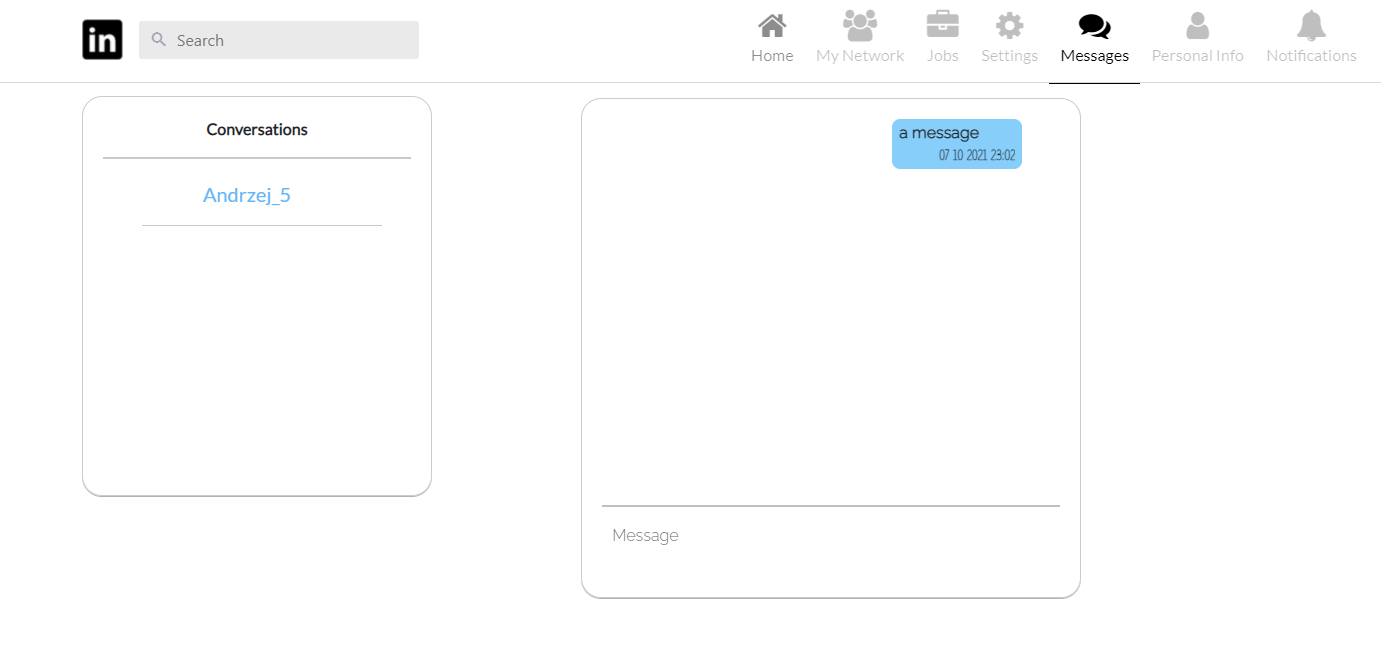 in
Search
Home
My Network
Jobs
Settings
Messages
Personal Info
Notifications
Conversations
Andrzej_5
a message
07 10 2021 23:02
Message